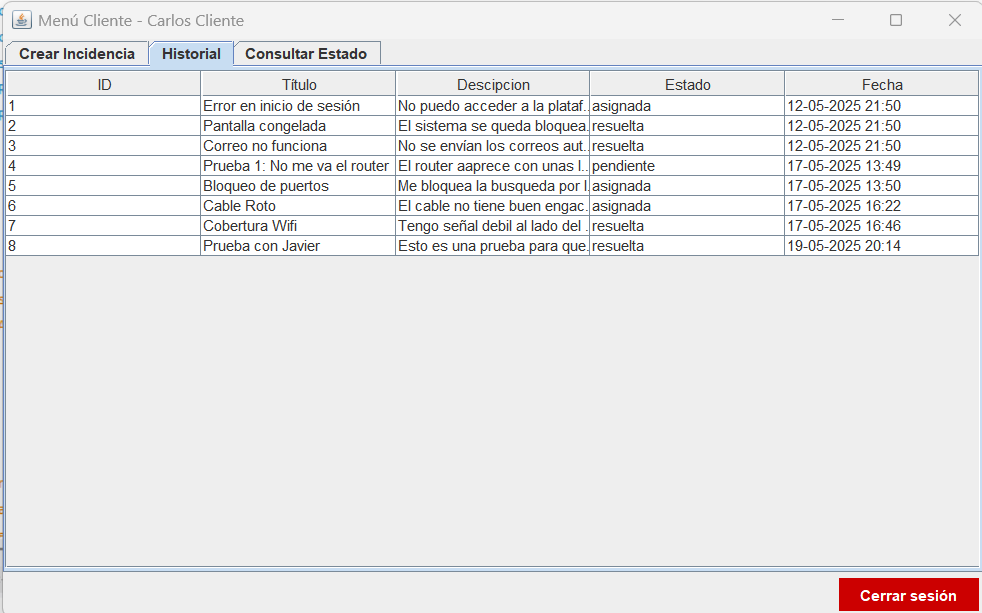 Menú Cliente - Carlos Cliente
Crear Incidencia Historial Consultar Estado
ID Título Descipcion Estado Fecha
1 Error en inicio de sesión No puedo acceder a la plataf... asignada 12-05-2025 21:50
2 Pantalla congelada El sistema se queda bloquea... resuelta 12-05-2025 21:50
3 Correo no funciona No se envían los correos aut... resuelta 12-05-2025 21:50
4 Prueba 1: No me va el router El router aaprece con unas l... pendiente 17-05-2025 13:49
5 Bloqueo de puertos Me bloquea la busqueda por l... asignada 17-05-2025 13:50
6 Cable Roto El cable no tiene buen engac... asignada 17-05-2025 16:22
7 Cobertura Wifi Tengo señal debil al lado del ... resuelta 17-05-2025 16:46
8 Prueba con Javier Esto es una prueba para que... resuelta 19-05-2025 20:14
Cerrar sesión